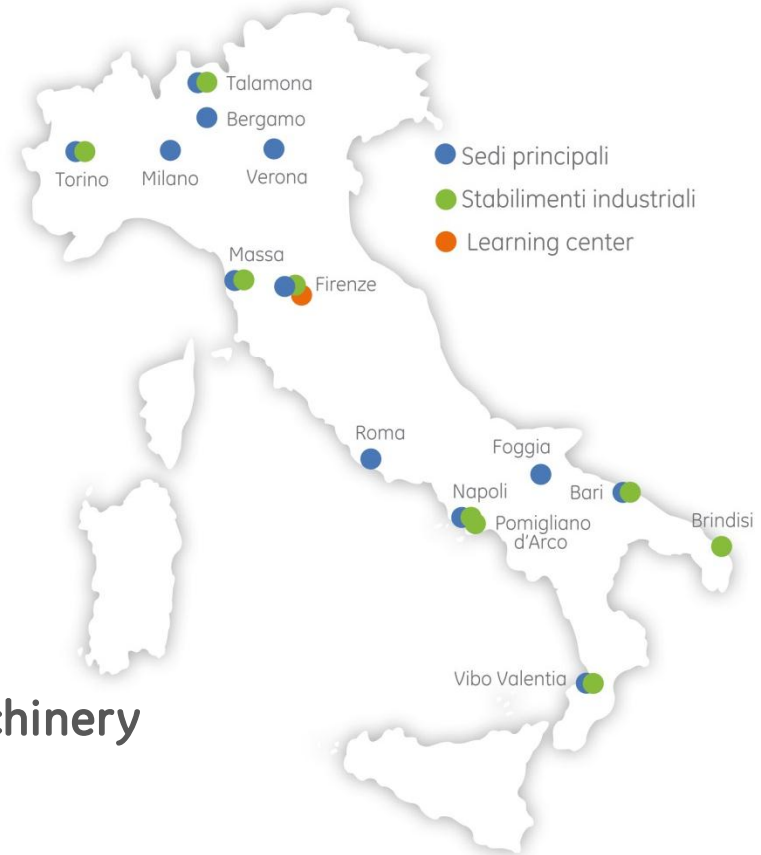 Talamona
Bergamo
Torino
Milano
Verona
Sedi principali
Stabilimenti industriali
Learning center
Massa
Firenze
Roma
Foggia
Napoli
Bari
Pomigliano
d'Arco
Brindisi
Vibo Valentia
chinery